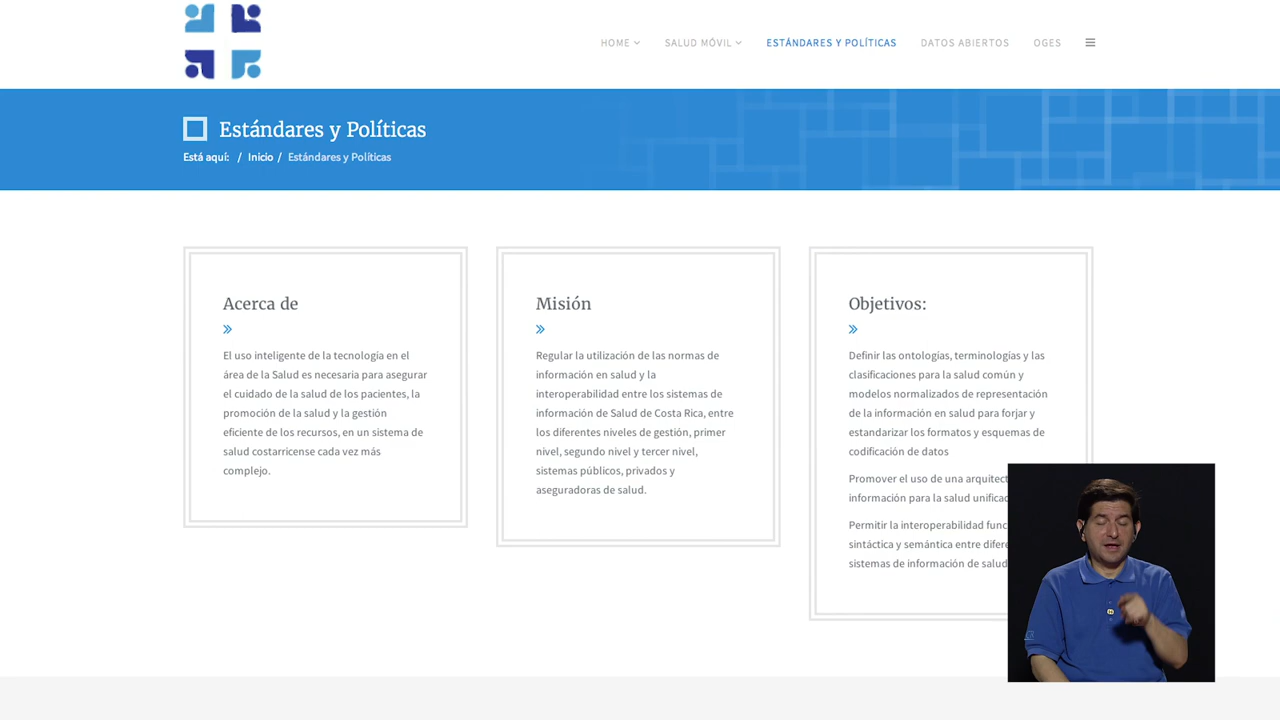 HOME SALUD MÓVIL ESTÁNDARES Y POLÍTICAS DATOS ABIERTOS OGES
Estándares y Políticas
Está aquí: / Inicio / Estándares y Políticas
Acerca de
El uso inteligente de la tecnología en el
área de la Salud es necesaria para asegurar
el cuidado de la salud de los pacientes, la
promoción de la salud y la gestión
eficiente de los recursos, en un sistema de
salud costarricense cada vez más
complejo.
Misión
Regular la utilización de las normas de
información en salud y la
interoperabilidad entre los sistemas de
información de Salud de Costa Rica, entre
los diferentes niveles de gestión, primer
nivel, segundo nivel y tercer nivel,
sistemas públicos, privados y
aseguradoras de salud.
Objetivos:
Definir las ontologías, terminologías y las
clasificaciones para la salud común y
modelos normalizados de representación
de la información en salud para forjar y
estandarizar los formatos y esquemas de
codificación de datos
Promover el uso de una
información para la salud
Permitir la interoperabilidad
sintáctica y semántica entre
sistemas de información de salud